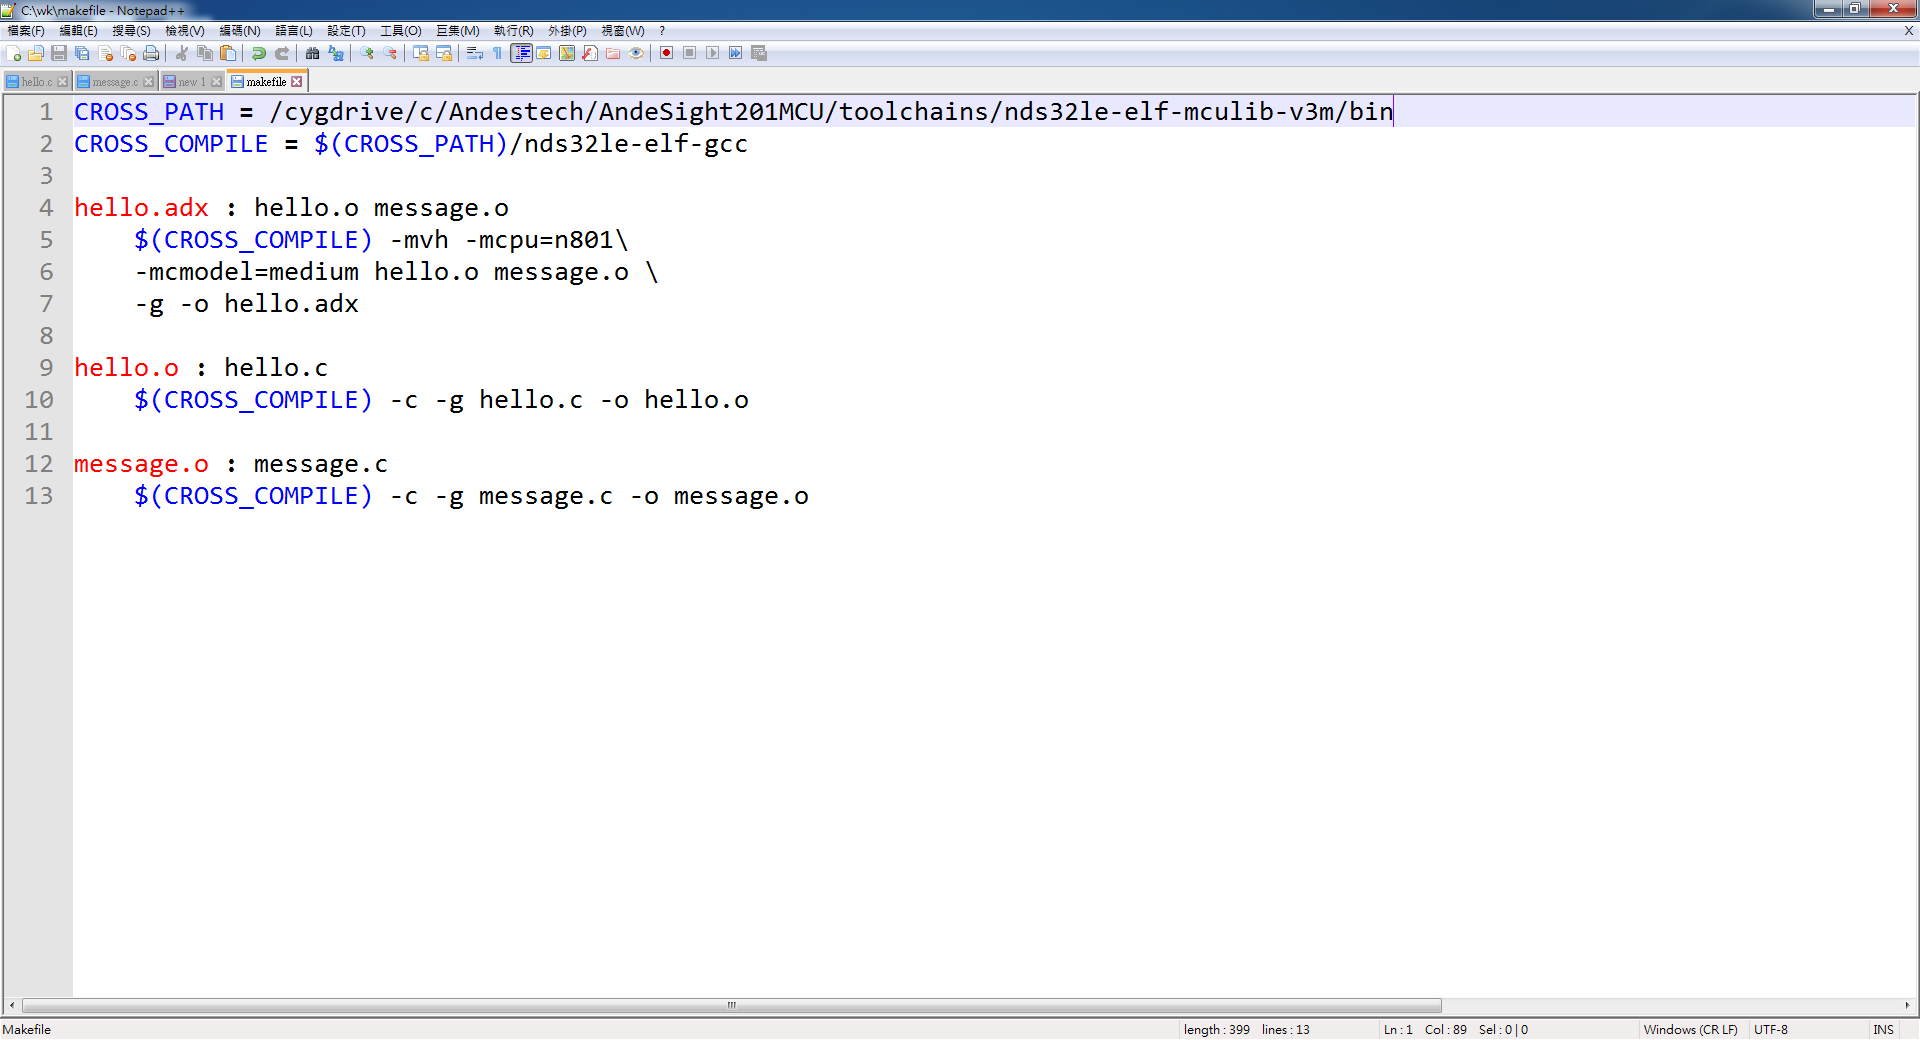 C:\wk\makefile - Notepad++
檔案(F) 編輯(E) 搜尋(S) 檢視(V) 編碼(N) 語言(L) 設定(T) 工具(O) 巨集(M) 執行(R) 外掛(P) 視窗(W) ? X
hello.c message.c new 1 makefile
1 CROSS_PATH = /cygdrive/c/Andestech/AndeSight201MCU/toolchains/nds32le-elf-mculib-v3m/bin
2 CROSS_COMPILE = $(CROSS_PATH)/nds32le-elf-gcc
3
4 hello.adx : hello.o message.o
5     $(CROSS_COMPILE) -mvh -mcpu=n801\
6     -mcmodel=medium hello.o message.o \
7     -g -o hello.adx
8
9 hello.o : hello.c
10     $(CROSS_COMPILE) -c -g hello.c -o hello.o
11
12 message.o : message.c
13     $(CROSS_COMPILE) -c -g message.c -o message.o
Makefile length : 399 lines : 13 Ln : 1 Col : 89 Sel : 0 | 0 Windows (CR LF) UTF-8 INS